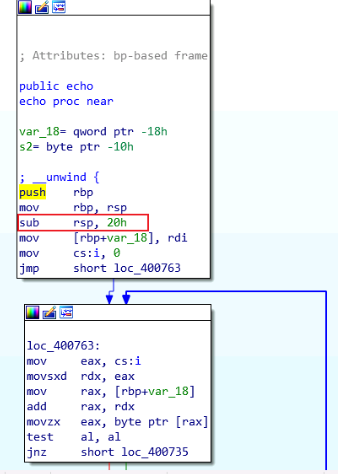 ; Attributes: bp-based frame
public echo
echo proc near
var_18= qword ptr -18h
s2= byte ptr -10h
; __unwind {
push rbp
mov rbp, rsp
sub rsp, 20h
mov [rbp+var_18], rdi
mov cs:i, 0
jmp short loc_400763
loc_400763:
mov eax, cs:i
movsxd rdx, eax
mov rax, [rbp+var_18]
add rax, rdx
movzx eax, byte ptr [rax]
test al, al
jnz short loc_400735